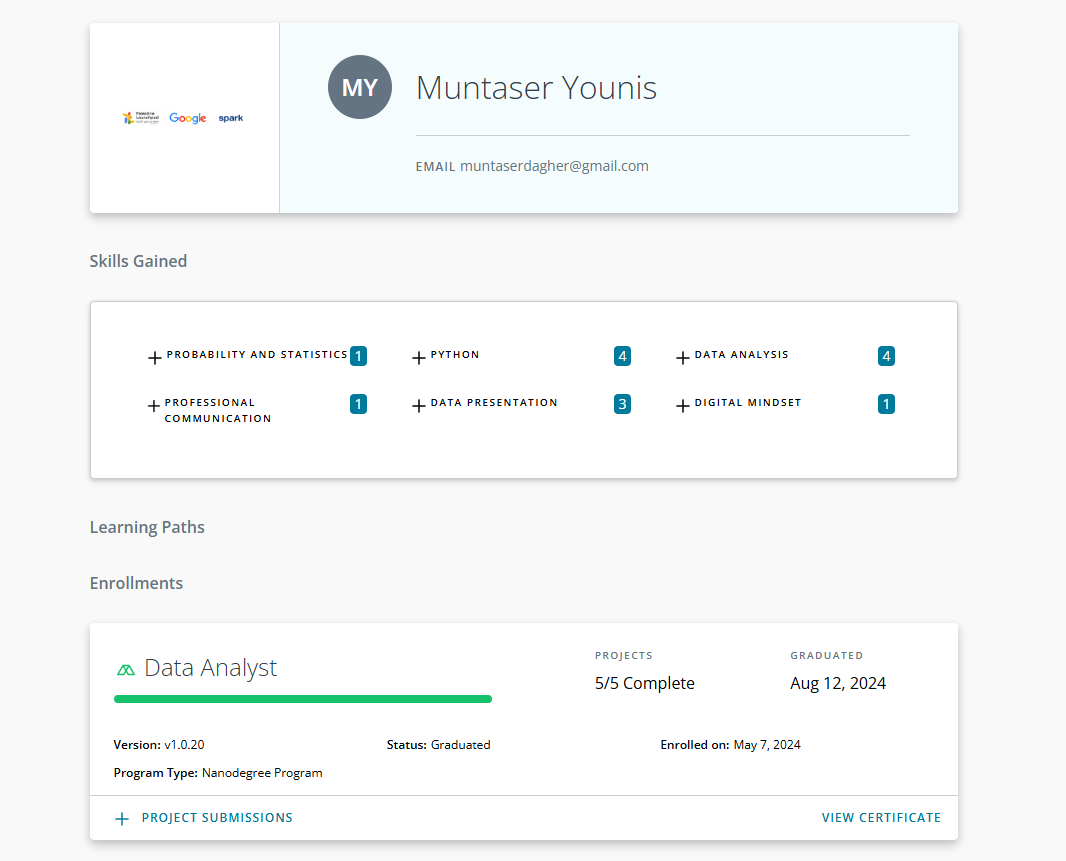 Google
spark
MY
Muntaser Younis
EMAIL muntaserdagher@gmail.com
Skills Gained
PROBABILITY AND STATISTICS 1
PYTHON 4
DATA ANALYSIS 4
PROFESSIONAL
COMMUNICATION 1
DATA PRESENTATION 3
DIGITAL MINDSET 1
Learning Paths
Enrollments
Data Analyst
PROJECTS
5/5 Complete
GRADUATED
Aug 12, 2024
Version: v1.0.20
Status: Graduated
Enrolled on: May 7, 2024
Program Type: Nanodegree Program
PROJECT SUBMISSIONS
VIEW CERTIFICATE